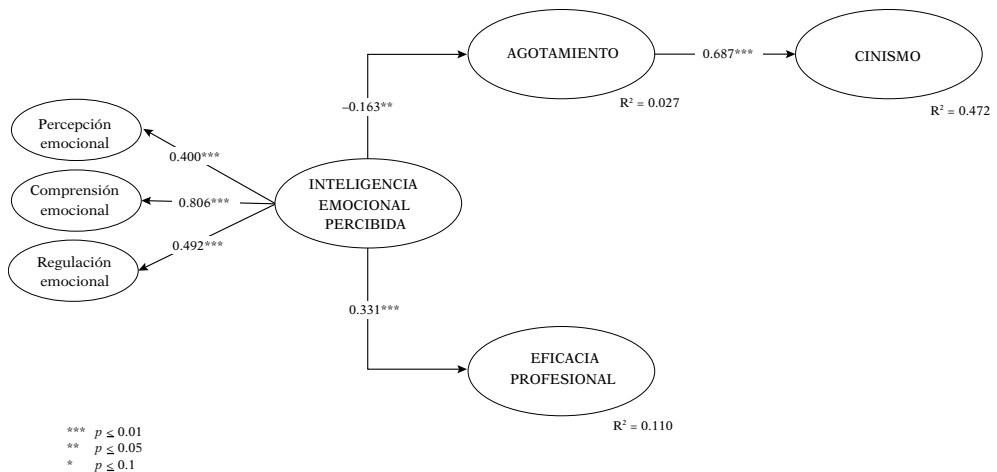 AGOTAMIENTO
0.687***
CINISMO
R² = 0.027
R² = 0.472
–0.163**
Percepción
emocional
0.400***
Comprensión
emocional
0.806***
INTELIGENCIA
EMOCIONAL
PERCIBIDA
Regulación
emocional
0.492***
0.331***
EFICACIA
PROFESIONAL
R² = 0.110
*** p ≤ 0.01
** p ≤ 0.05
* p ≤ 0.1